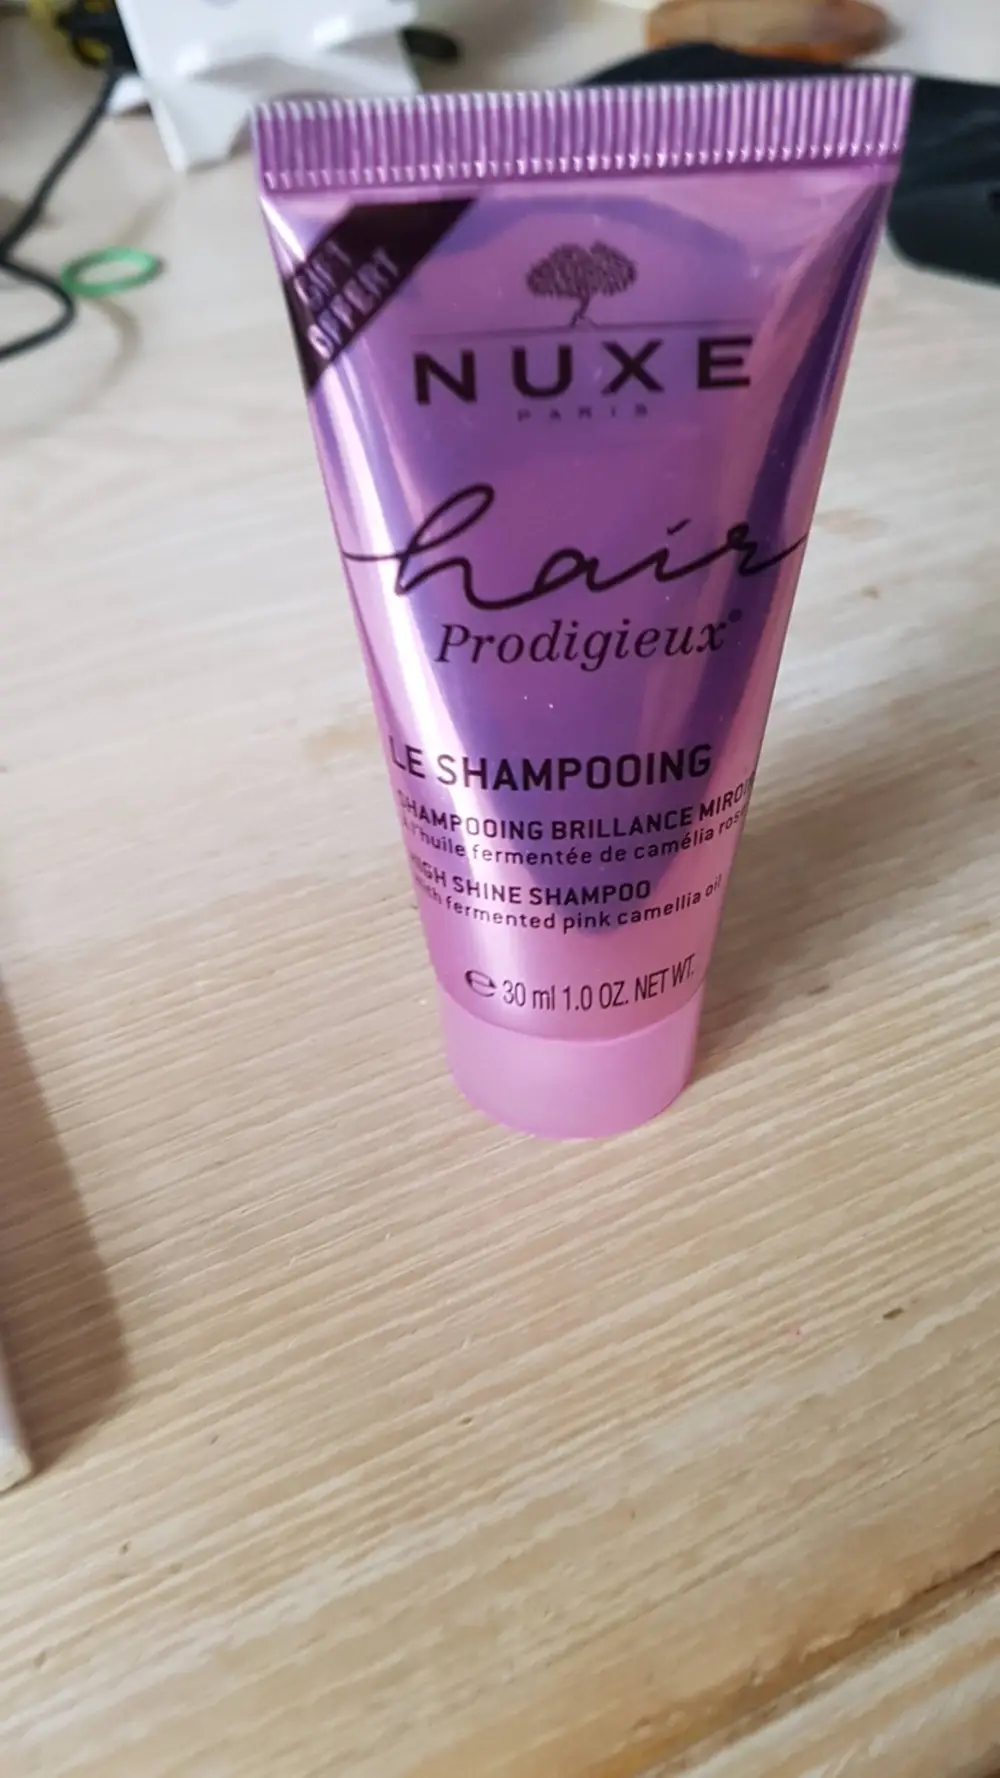 GIFT
OFFERT
NUXE
PARIS
hair
Prodigieux®
LE SHAMPOOING
SHAMPOOING BRILLANCE MIROIR
à l'huile fermentée de camélia rose
HIGH SHINE SHAMPOO
with fermented pink camellia oil
℮ 30 ml 1.0 OZ. NET WT.